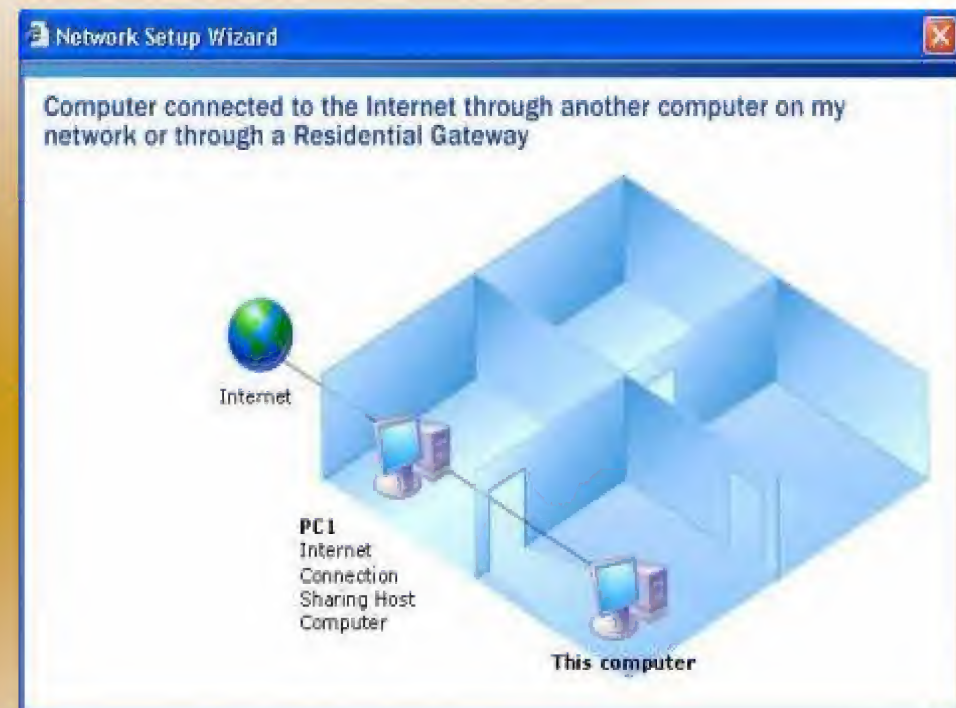 Network Setup Wizard
Computer connected to the Internet through another computer on my
network or through a Residential Gateway
Internet
PC1
Internet
Connection
Sharing Host
Computer
This computer